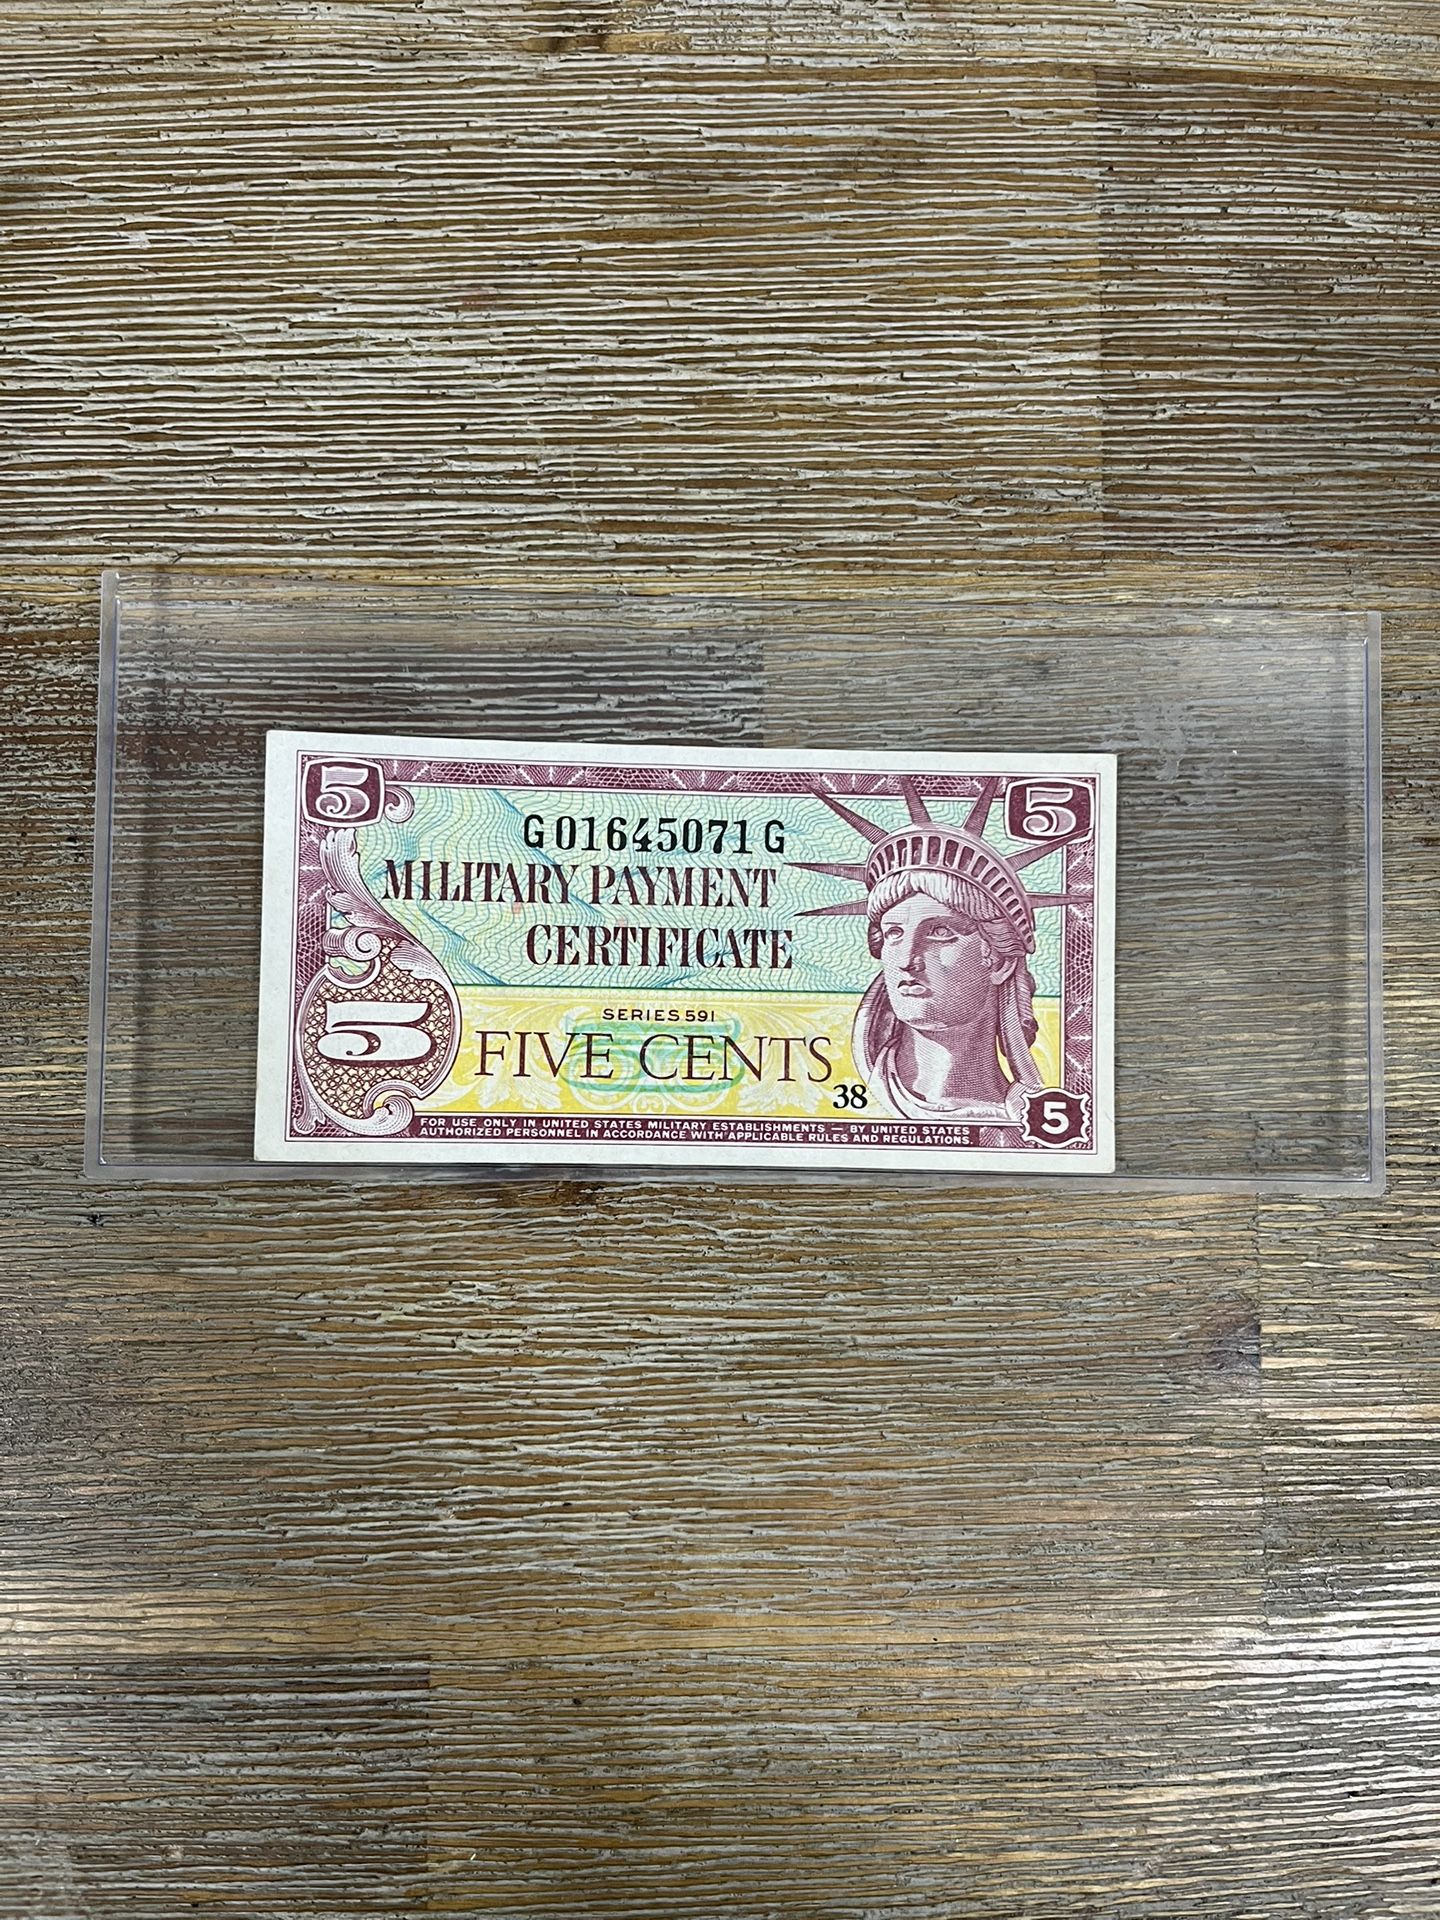 5
5
G01645071G
MILITARY PAYMENT
CERTIFICATE
5
SERIES 591
FIVE CENTS
38
5
FOR USE ONLY IN UNITED STATES MILITARY ESTABLISHMENTS — BY UNITED STATES
AUTHORIZED PERSONNEL IN ACCORDANCE WITH APPLICABLE RULES AND REGULATIONS.